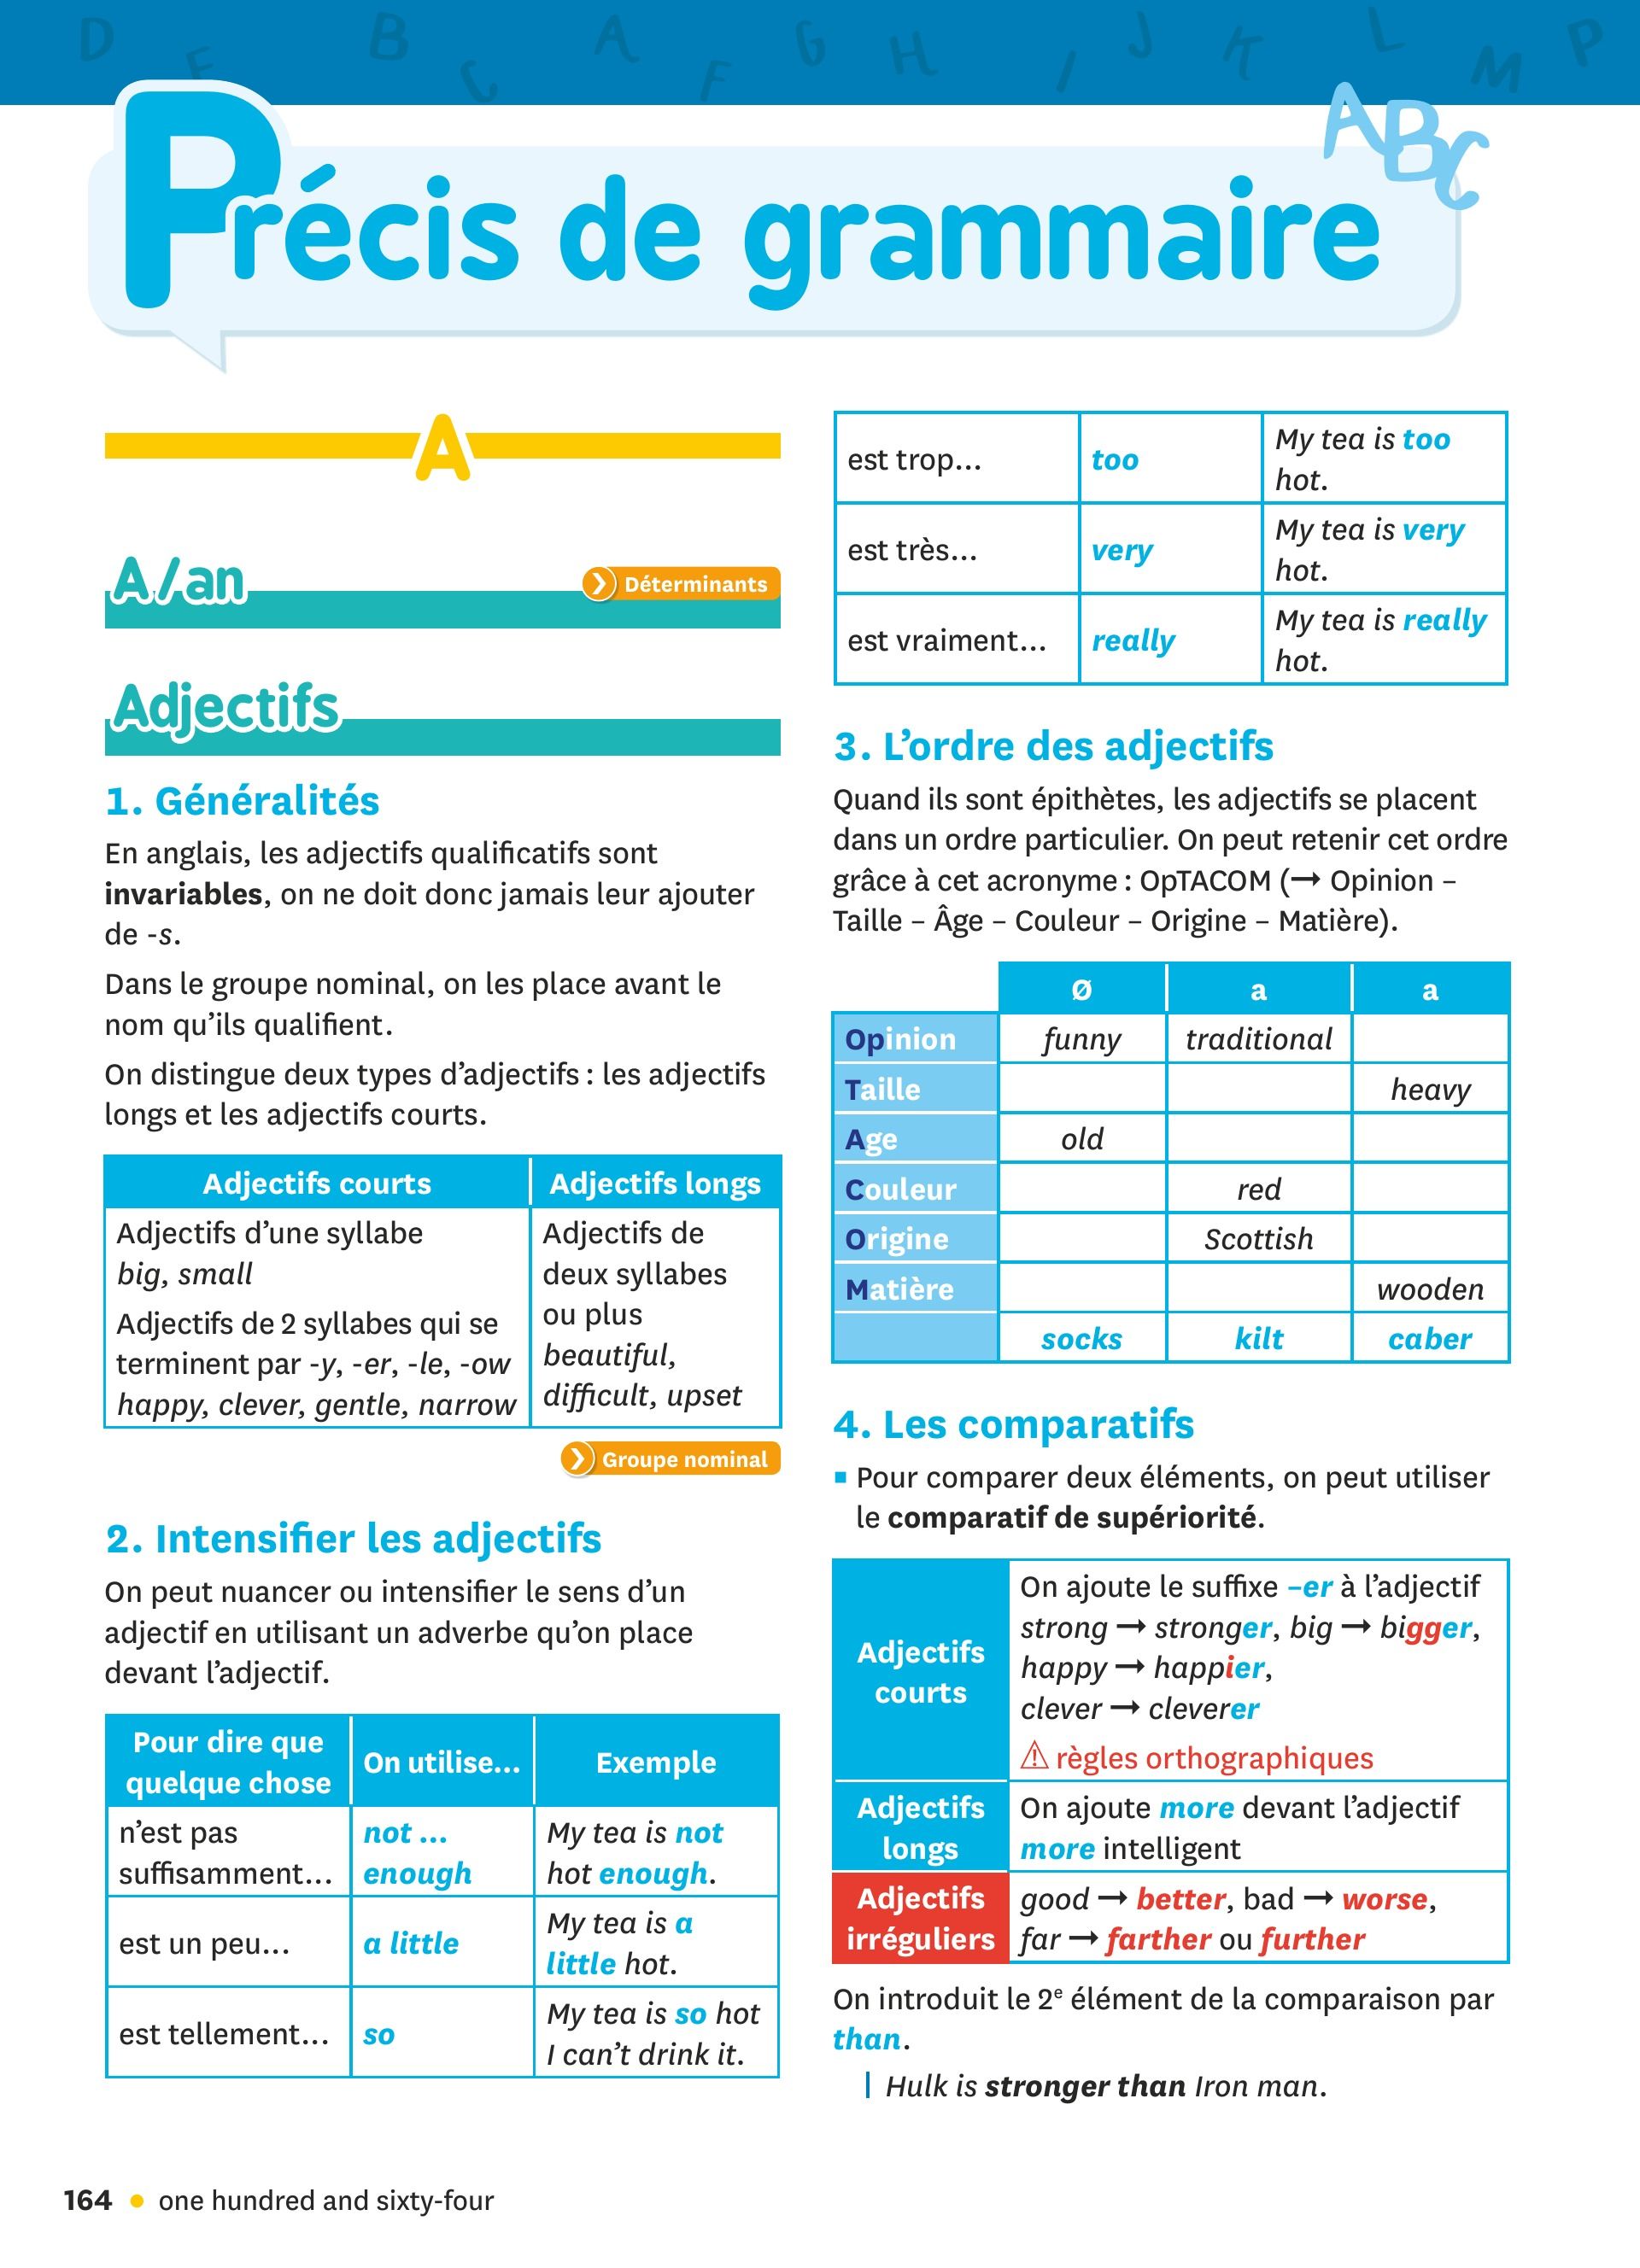 D E B C A F G H I J K L M P
ABC
Précis de grammaire
A
A/an
Déterminants
Adjectifs
1. Généralités
En anglais, les adjectifs qualificatifs sont
invariables, on ne doit donc jamais leur ajouter
de -s.
Dans le groupe nominal, on les place avant le
nom qu’ils qualifient.
On distingue deux types d’adjectifs : les adjectifs
longs et les adjectifs courts.
Adjectifs courts
Adjectifs longs
Adjectifs d’une syllabe
big, small
Adjectifs de 2 syllabes qui se
terminent par -y, -er, -le, -ow
happy, clever, gentle, narrow
Adjectifs de
deux syllabes
ou plus
beautiful,
difficult, upset
Groupe nominal
2. Intensifier les adjectifs
On peut nuancer ou intensifier le sens d’un
adjectif en utilisant un adverbe qu’on place
devant l’adjectif.
Pour dire que
quelque chose
On utilise...
Exemple
n’est pas
suffisamment...
not ...
enough
My tea is not
hot enough.
est un peu...
a little
My tea is a
little hot.
est tellement...
so
My tea is so hot
I can’t drink it.
est trop...
too
My tea is too
hot.
est très...
very
My tea is very
hot.
est vraiment...
really
My tea is really
hot.
3. L’ordre des adjectifs
Quand ils sont épithètes, les adjectifs se placent
dans un ordre particulier. On peut retenir cet ordre
grâce à cet acronyme : OpTACOM (→ Opinion –
Taille – Âge – Couleur – Origine – Matière).
Ø a a
Opinion funny traditional
Taille heavy
Age old
Couleur red
Origine Scottish
Matière wooden
socks kilt caber
4. Les comparatifs
▪ Pour comparer deux éléments, on peut utiliser
le comparatif de supériorité.
Adjectifs
courts
On ajoute le suffixe –er à l’adjectif
strong → stronger, big → bigger,
happy → happier,
clever → cleverer
⚠ règles orthographiques
Adjectifs
longs
On ajoute more devant l’adjectif
more intelligent
Adjectifs
irréguliers
good → better, bad → worse,
far → farther ou further
On introduit le 2e élément de la comparaison par
than.
Hulk is stronger than Iron man.
164 • one hundred and sixty-four